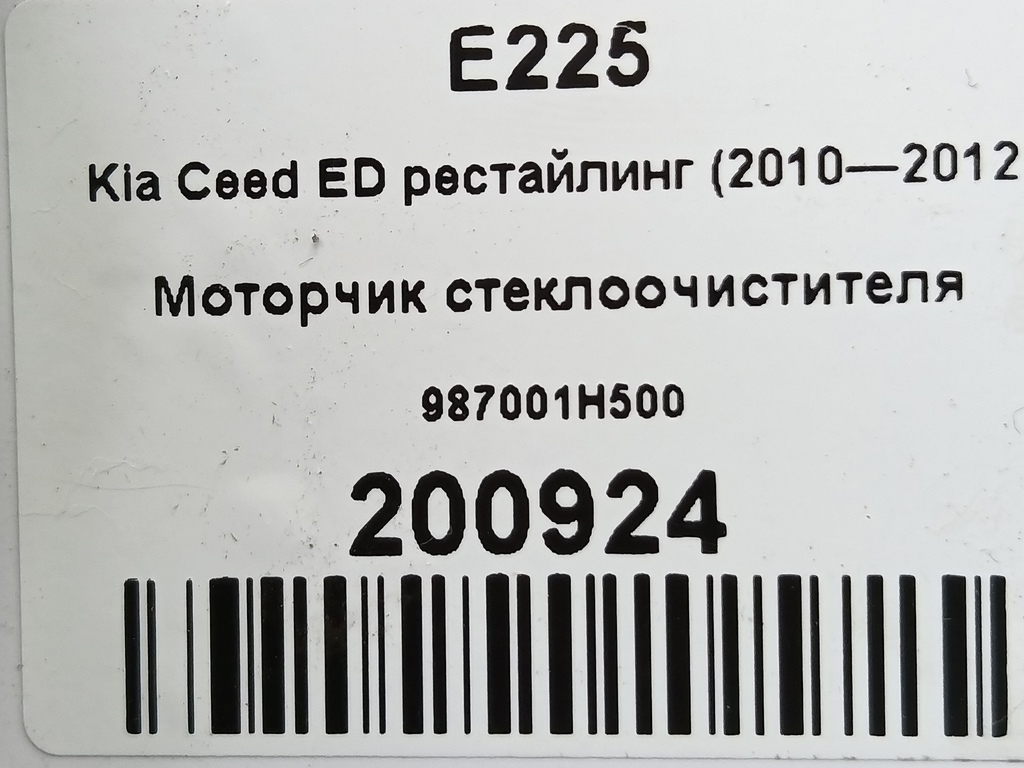 E225
Kia Ceed ED рестайлинг (2010—2012
Моторчик стеклоочистителя
987001H500
200924